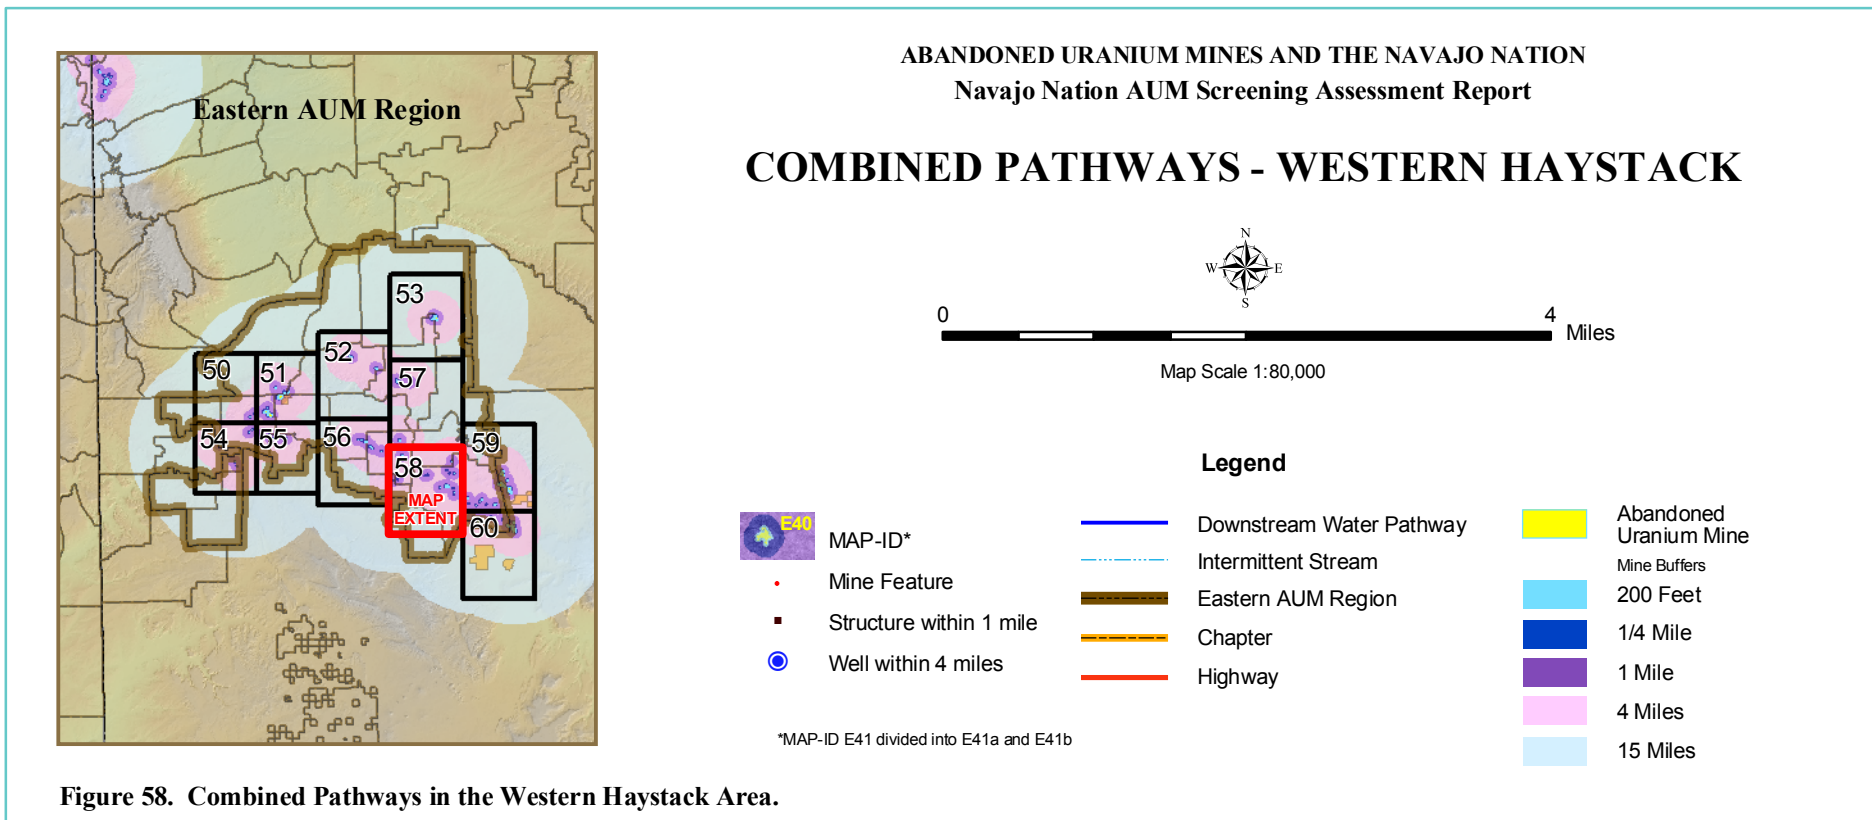 ABANDONED URANIUM MINES AND THE NAVAJO NATION
Navajo Nation AUM Screening Assessment Report
COMBINED PATHWAYS - WESTERN HAYSTACK
Eastern AUM Region
53
52
50
51
57
54
55
56
59
58
MAP
EXTENT
60
N
W E
S
0 4
Miles
Map Scale 1:80,000
Legend
E40
MAP-ID*
Mine Feature
Structure within 1 mile
Well within 4 miles
*MAP-ID E41 divided into E41a and E41b
Downstream Water Pathway
Intermittent Stream
Eastern AUM Region
Chapter
Highway
Abandoned
Uranium Mine
Mine Buffers
200 Feet
1/4 Mile
1 Mile
4 Miles
15 Miles
Figure 58. Combined Pathways in the Western Haystack Area.